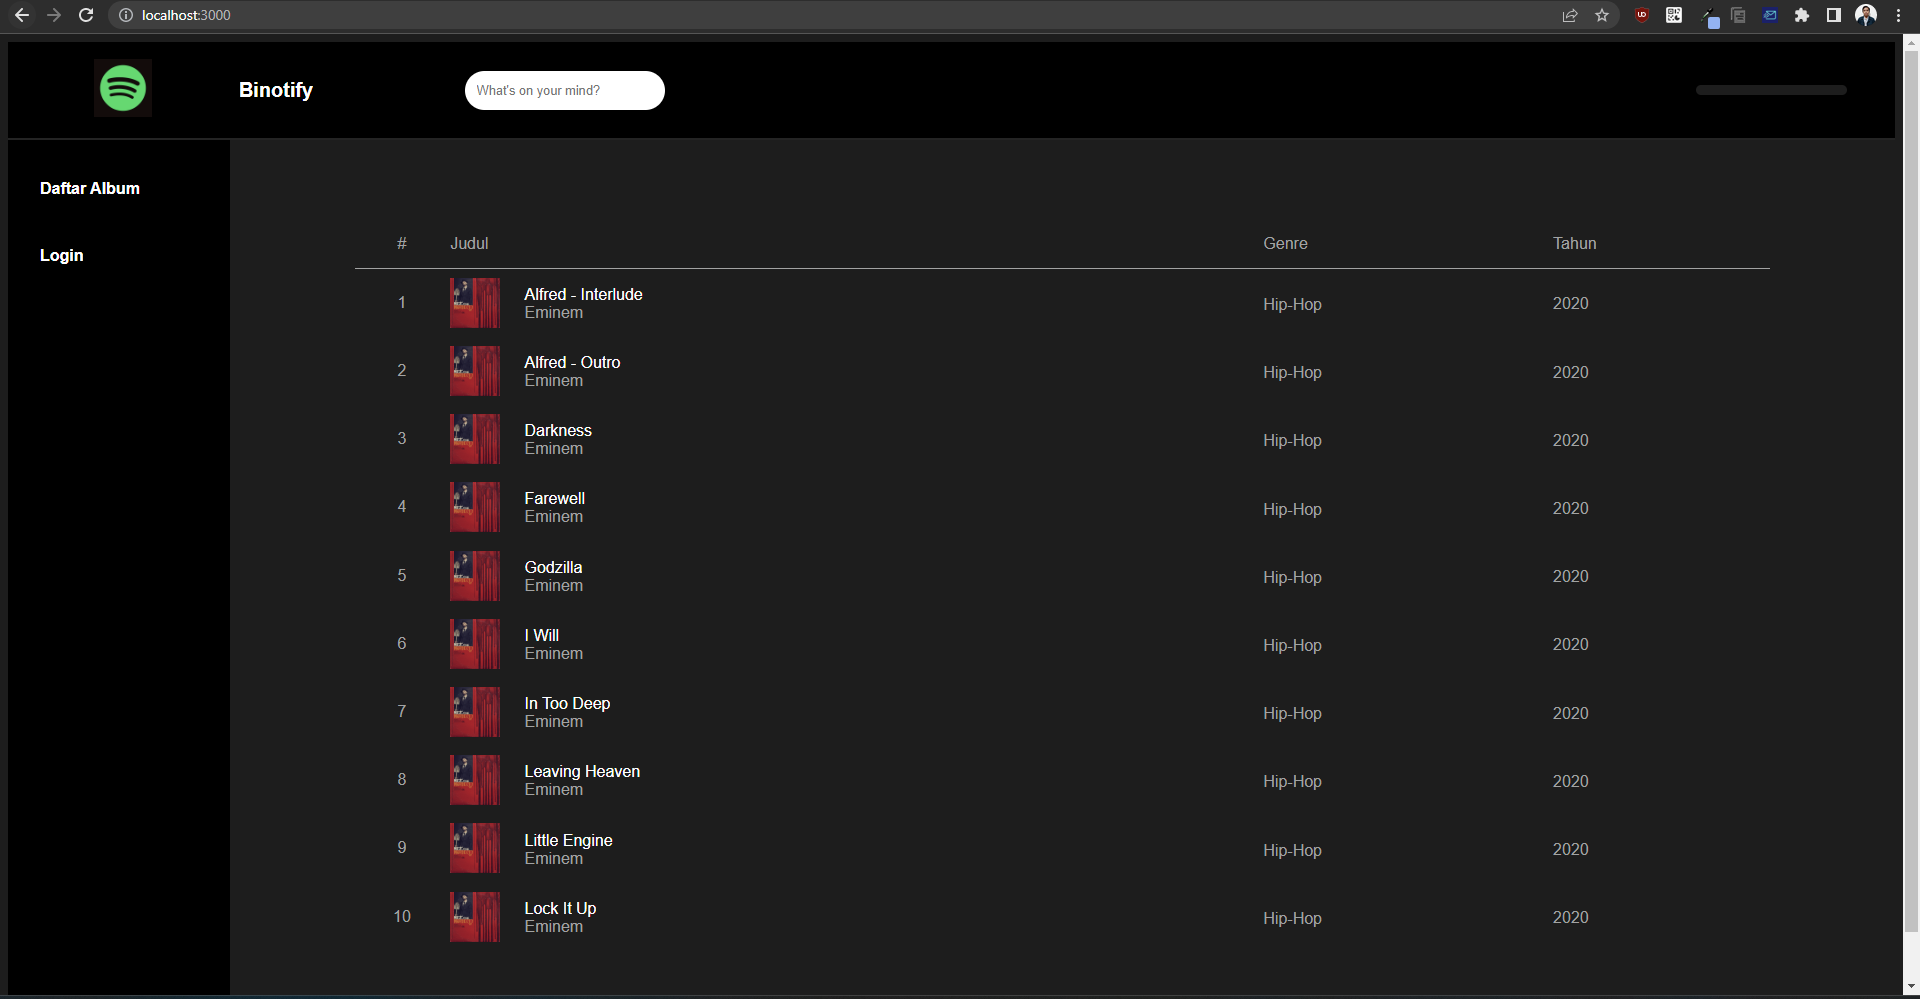 localhost:3000
Binotify
What's on your mind?
Daftar Album
Login
# Judul Genre Tahun
1 Alfred - Interlude Hip-Hop 2020
Eminem
2 Alfred - Outro Hip-Hop 2020
Eminem
3 Darkness Hip-Hop 2020
Eminem
4 Farewell Hip-Hop 2020
Eminem
5 Godzilla Hip-Hop 2020
Eminem
6 I Will Hip-Hop 2020
Eminem
7 In Too Deep Hip-Hop 2020
Eminem
8 Leaving Heaven Hip-Hop 2020
Eminem
9 Little Engine Hip-Hop 2020
Eminem
10 Lock It Up Hip-Hop 2020
Eminem